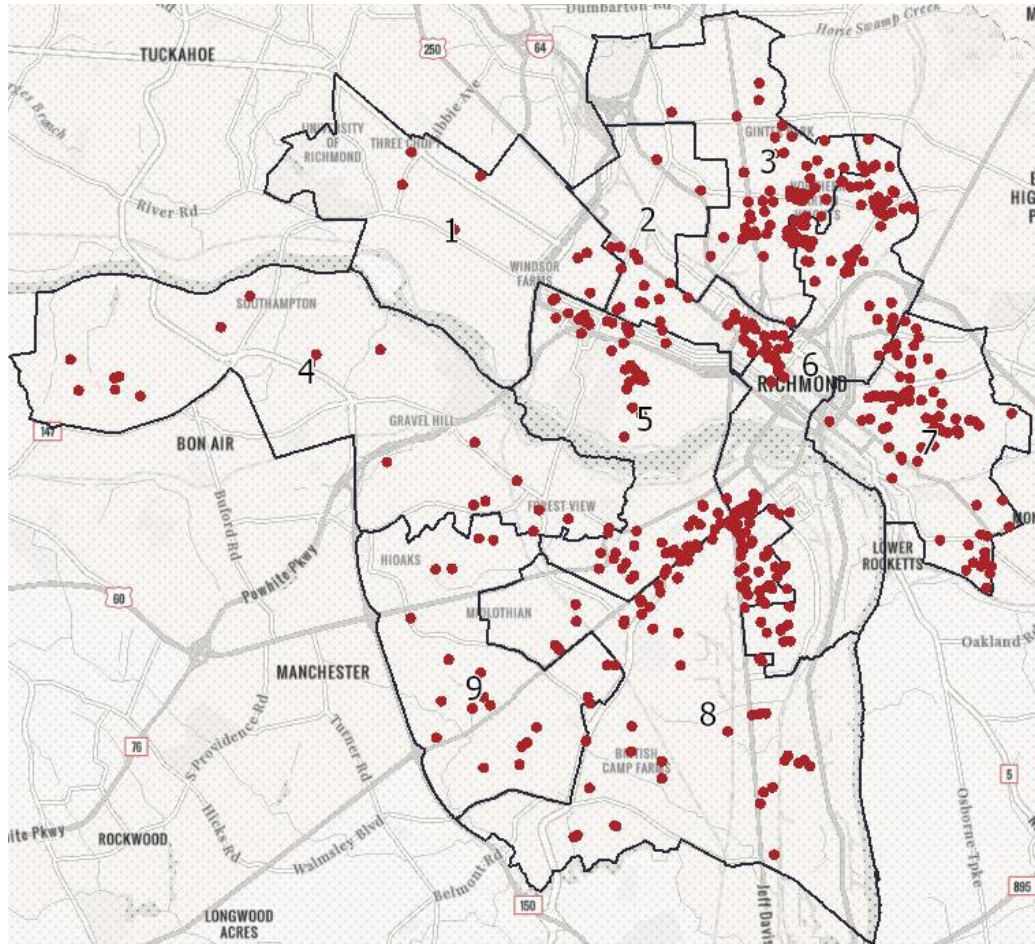 Dumbarton Rd
Horse Swamp Creek
TUCKAHOE
250
64
UNIVERSITY
OF
RICHMOND
THREE CHOPT
GINTER PARK
3
River Rd
1
2
WINDSOR
FARMS
SOUTHAMPTON
4
6
RICHMOND
GRAVEL HILL
5
7
147
BON AIR
Buford Rd
FOREST VIEW
HIOAKS
LOWER
ROCKETTS
Powhite Pkwy
60
MIDLOTHIAN
Oakland
MANCHESTER
9
8
S Providence Rd
Turner Rd
76
CAMP FARMS
5
Hicks Rd
ROCKWOOD
Walmsley Blvd
Osborne Tpke
Belmont Rd
895
150
Jeff Davis
LONGWOOD
ACRES